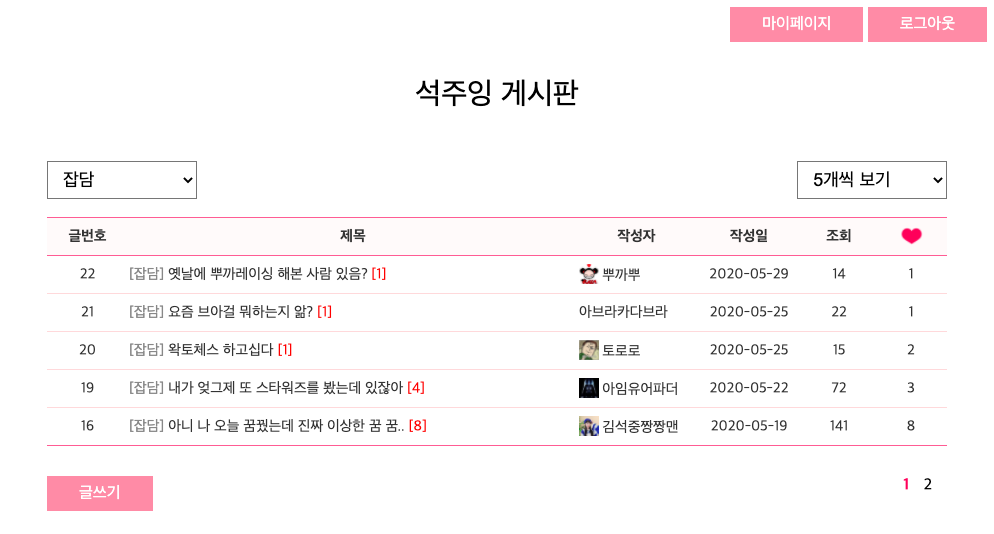 마이페이지 로그아웃
석주잉 게시판
잡담 5개씩 보기
글번호 제목 작성자 작성일 조회
22 [잡담] 옛날에 뿌까레이싱 해본 사람 있음? [1] 뿌까뿌 2020-05-29 14 1
21 [잡담] 요즘 브아걸 뭐하는지 앎? [1] 아브라카다브라 2020-05-25 22 1
20 [잡담] 왁토체스 하고십다 [1] 토로로 2020-05-25 15 2
19 [잡담] 내가 엊그제 또 스타워즈를 봤는데 있잖아 [4] 아임유어파더 2020-05-22 72 3
16 [잡담] 아니 나 오늘 꿈꿨는데 진짜 이상한 꿈 꿈.. [8] 김석중짱짱맨 2020-05-19 141 8
글쓰기 1 2